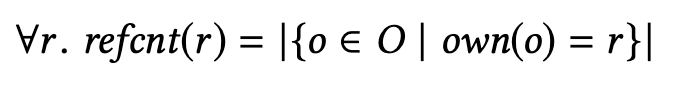 ∀r. refcnt(r) = |{o ∈ O | own(o) = r}|